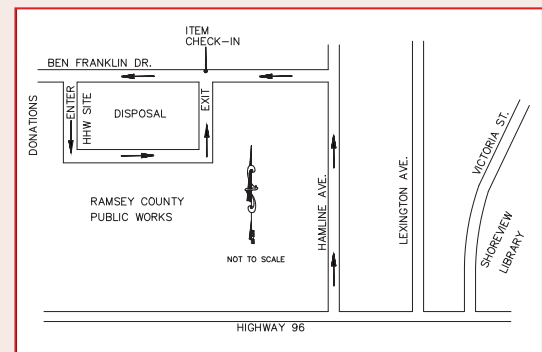 ITEM
CHECK-IN
BEN FRANKLIN DR.
DONATIONS
ENTER
HHW SITE
DISPOSAL
EXIT
RAMSEY COUNTY
PUBLIC WORKS
NOT TO SCALE
HAMLINE AVE.
LEXINGTON AVE.
VICTORIA ST.
SHOREVIEW
LIBRARY
HIGHWAY 96